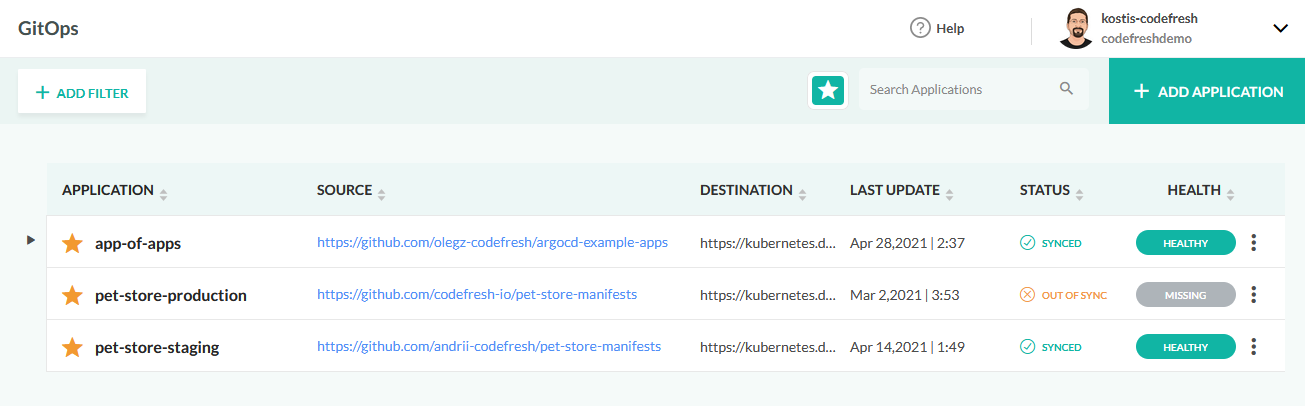 GitOps
Help
kostis-codefresh
codefreshdemo
ADD FILTER
Search Applications
ADD APPLICATION
APPLICATION SOURCE DESTINATION LAST UPDATE STATUS HEALTH
app-of-apps https://github.com/olegz-codefresh/argocd-example-apps https://kubernetes.d... Apr 28,2021 | 2:37 SYNCED HEALTHY
pet-store-production https://github.com/codefresh-io/pet-store-manifests https://kubernetes.d... Mar 2,2021 | 3:53 OUT OF SYNC MISSING
pet-store-staging https://github.com/andrii-codefresh/pet-store-manifests https://kubernetes.d... Apr 14,2021 | 1:49 SYNCED HEALTHY